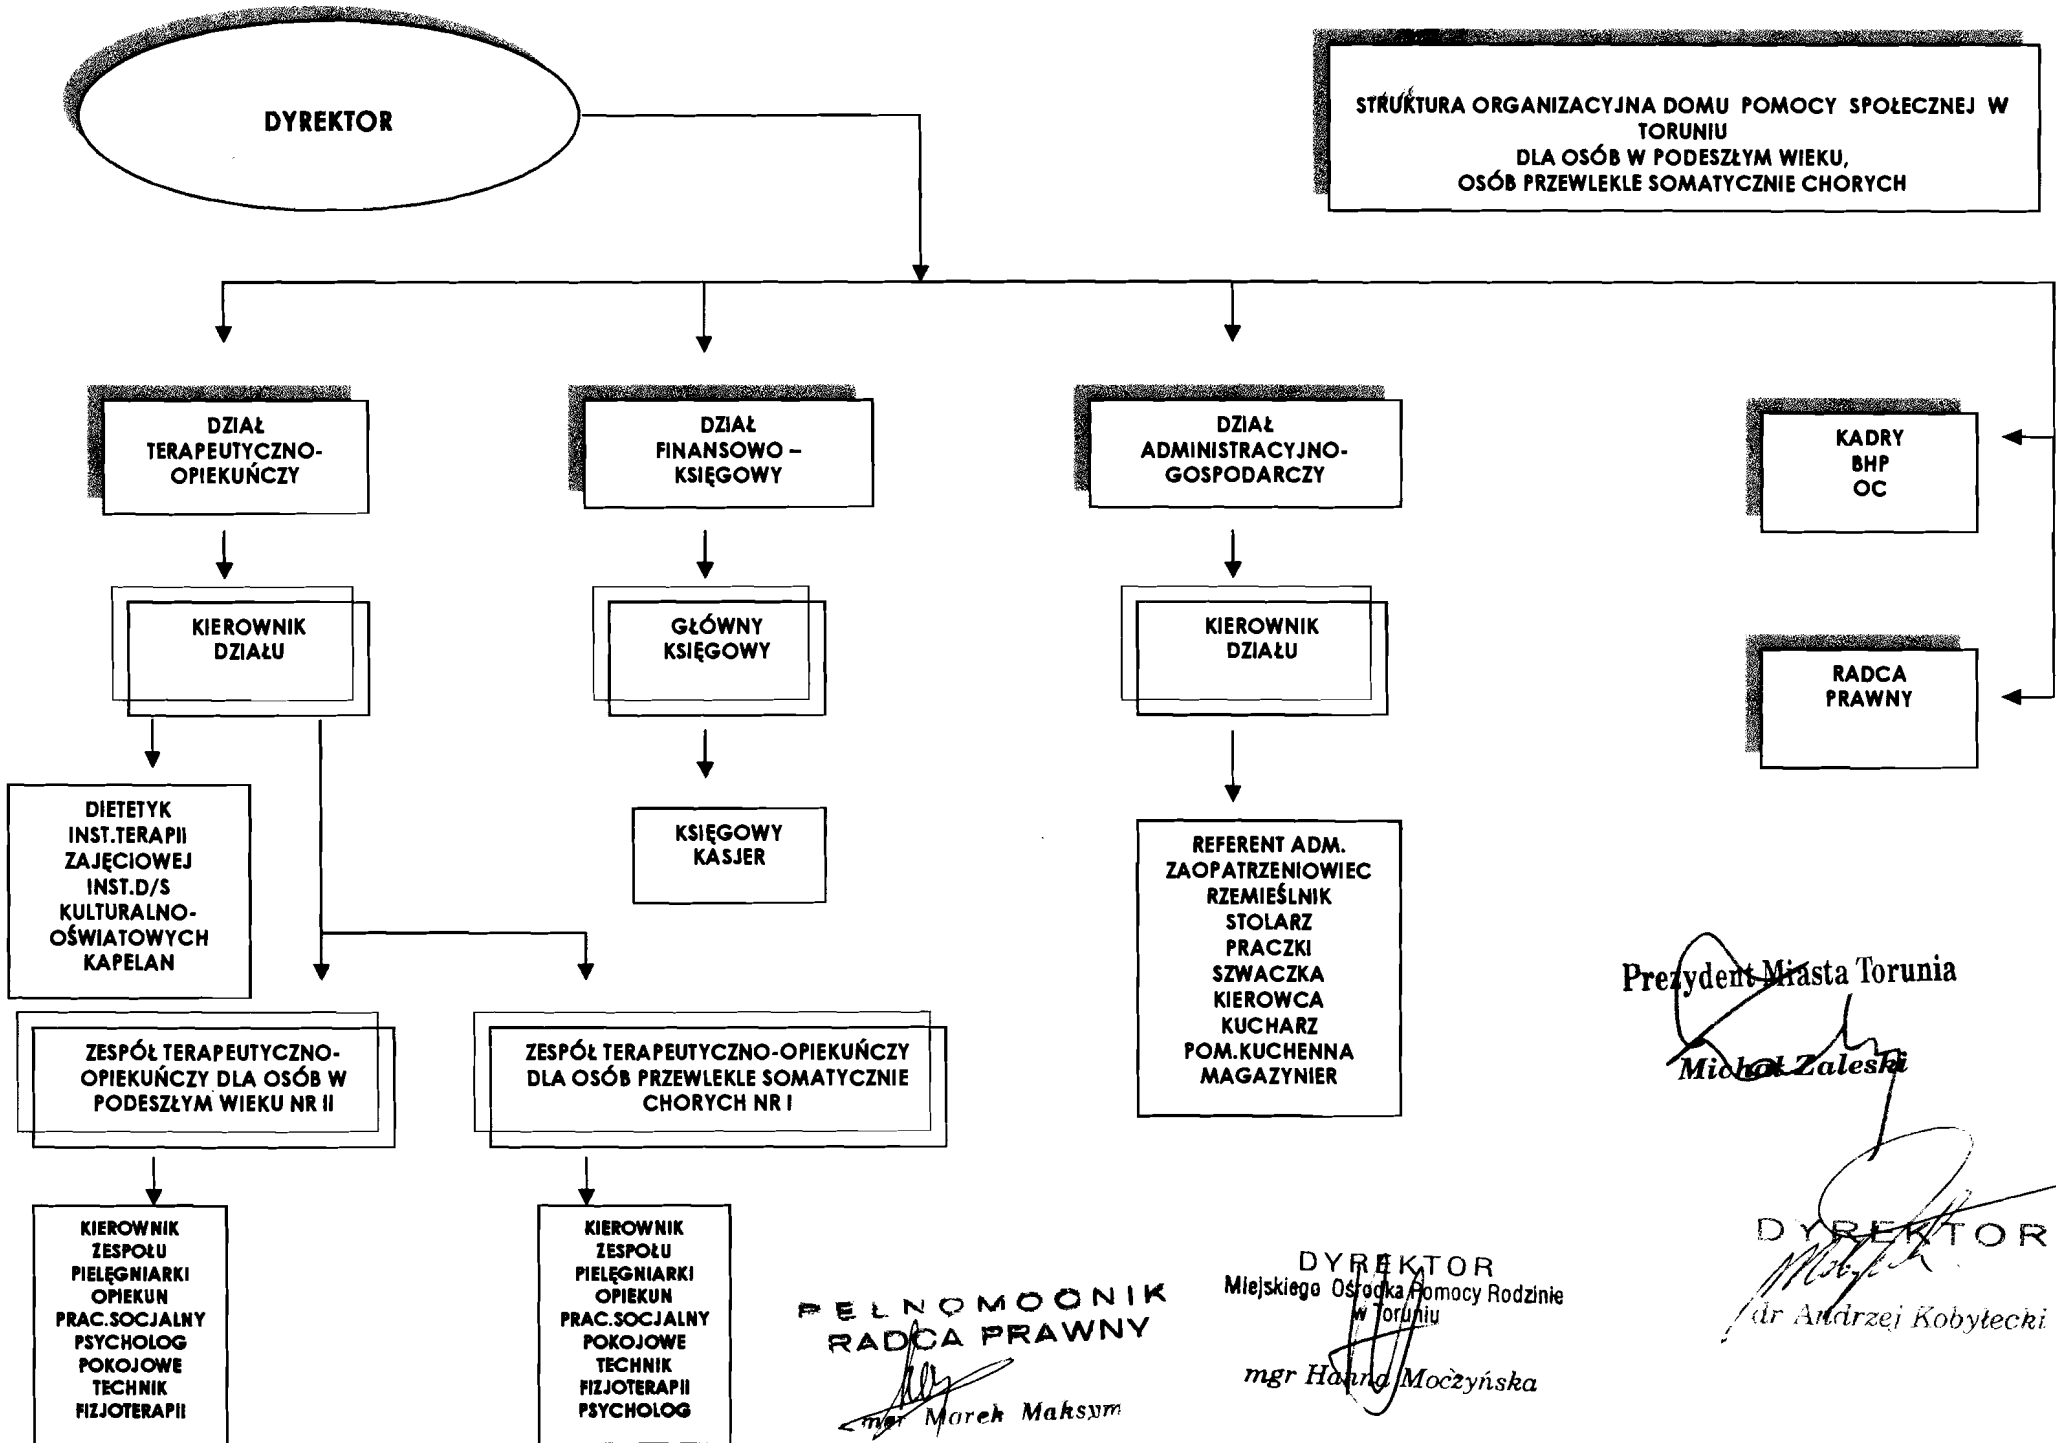 DYREKTOR
STRUKTURA ORGANIZACYJNA DOMU POMOCY SPOŁECZNEJ W
TORUNIU
DLA OSÓB W PODESZŁYM WIEKU,
OSÓB PRZEWLEKLE SOMATYCZNIE CHORYCH
DZIAŁ
TERAPEUTYCZNO-
OPIEKUŃCZY
DZIAŁ
FINANSOWO –
KSIĘGOWY
DZIAŁ
ADMINISTRACYJNO-
GOSPODARCZY
KADRY
BHP
OC
KIEROWNIK
DZIAŁU
GŁÓWNY
KSIĘGOWY
KIEROWNIK
DZIAŁU
RADCA
PRAWNY
DIETETYK
INST.TERAPII
ZAJĘCIOWEJ
INST.D/S
KULTURALNO-
OŚWIATOWYCH
KAPELAN
KSIĘGOWY
KASJER
REFERENT ADM.
ZAOPATRZENIOWIEC
RZEMIEŚLNIK
STOLARZ
PRACZKI
SZWACZKA
KIEROWCA
KUCHARZ
POM.KUCHENNA
MAGAZYNIER
ZESPÓŁ TERAPEUTYCZNO-
OPIEKUŃCZY DLA OSÓB W
PODESZŁYM WIEKU NR II
ZESPÓŁ TERAPEUTYCZNO-OPIEKUŃCZY
DLA OSÓB PRZEWLEKLE SOMATYCZNIE
CHORYCH NR I
KIEROWNIK
ZESPOŁU
PIELĘGNIARKI
OPIEKUN
PRAC.SOCJALNY
PSYCHOLOG
POKOJOWE
TECHNIK
FIZJOTERAPII
KIEROWNIK
ZESPOŁU
PIELĘGNIARKI
OPIEKUN
PRAC.SOCJALNY
POKOJOWE
TECHNIK
FIZJOTERAPII
PSYCHOLOG
Prezydent Miasta Torunia
Michał Zaleski
PEŁNOMOCNIK
RADCA PRAWNY
mgr Marek Maksym
DYREKTOR
Miejskiego Ośrodka Pomocy Rodzinie
w Toruniu
mgr Hanna Moczyńska
DYREKTOR
dr Andrzej Kobyłecki